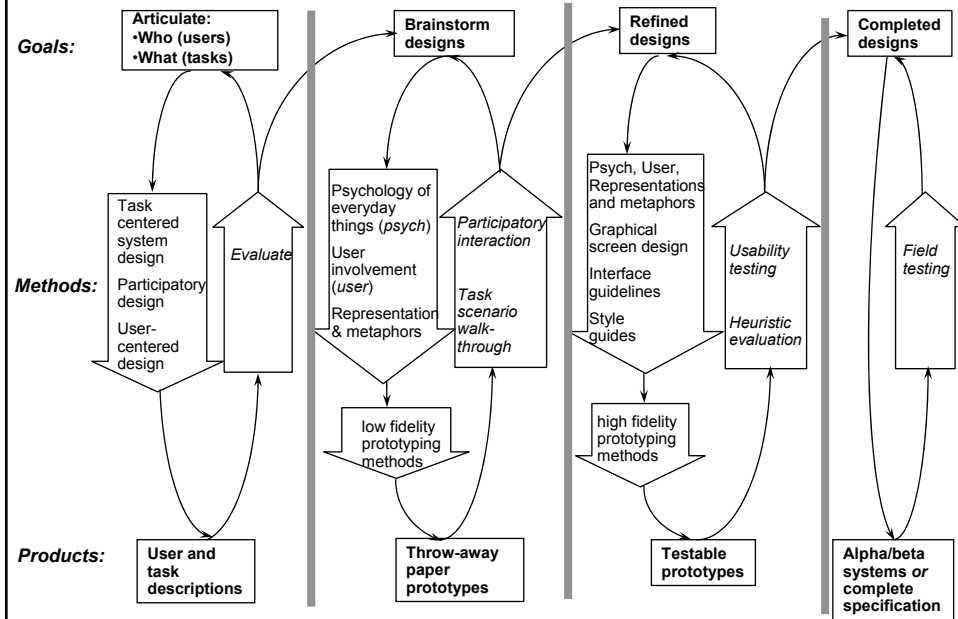 Goals:
Articulate:
•Who (users)
•What (tasks)
Brainstorm
designs
Refined
designs
Completed
designs
Methods:
Task
centered
system
design
Participatory
design
User-
centered
design
Evaluate
Psychology of
everyday
things (psych)
User
involvement
(user)
Representation
& metaphors
low fidelity
prototyping
methods
Participatory
interaction
Task
scenario
walk-
through
Psych, User,
Representations
and metaphors
Graphical
screen design
Interface
guidelines
Style
guides
high fidelity
prototyping
methods
Usability
testing
Heuristic
evaluation
Field
testing
Products:
User and
task
descriptions
Throw-away
paper
prototypes
Testable
prototypes
Alpha/beta
systems or
complete
specification